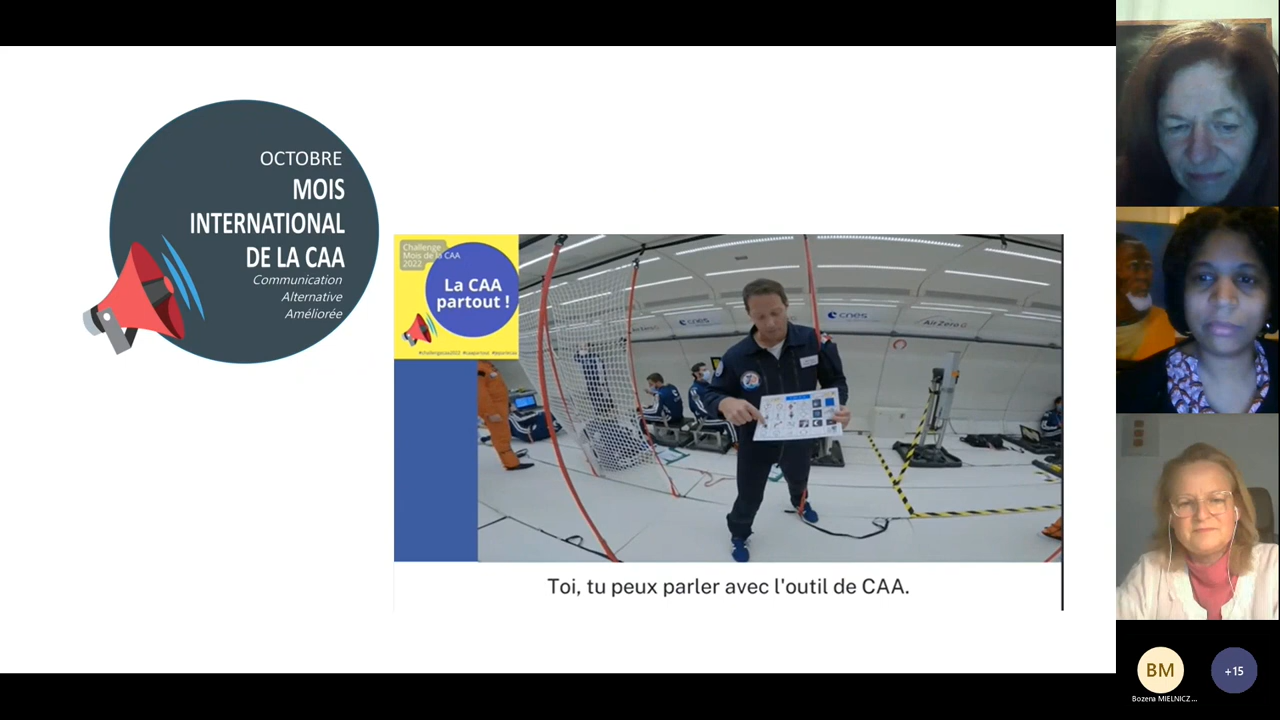 OCTOBRE
MOIS
INTERNATIONAL
DE LA CAA
Communication
Alternative
Améliorée
Challenge
Mois de la CAA
2022
La CAA
partout !
cnes
cnes
Air Zero G
Toi, tu peux parler avec l'outil de CAA.
BM
+15
Bozena MIELNICZ...